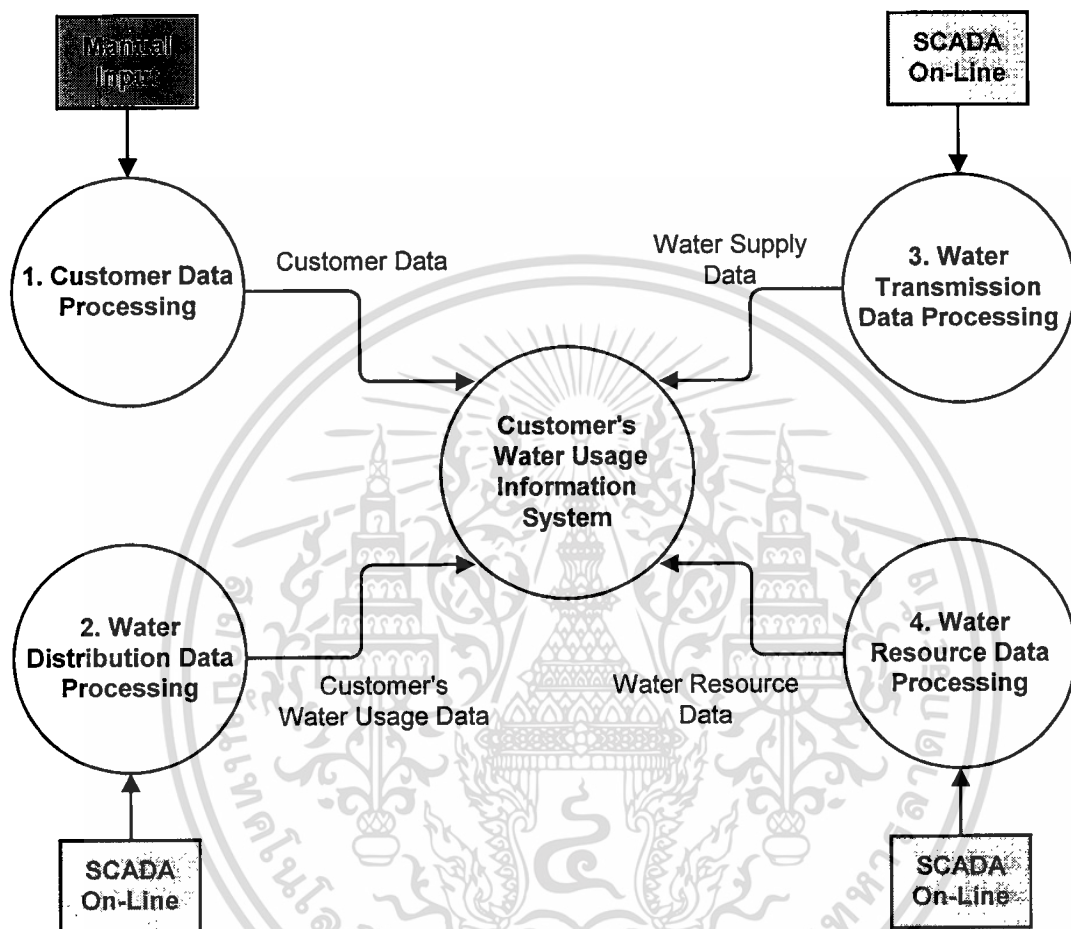 Manual
Input
SCADA
On-Line
1. Customer Data
Processing
Customer Data
Water Supply
Data
3. Water
Transmission
Data Processing
Customer's
Water Usage
Information
System
2. Water
Distribution Data
Processing
Customer's
Water Usage Data
Water Resource
Data
4. Water
Resource Data
Processing
SCADA
On-Line
SCADA
On-Line